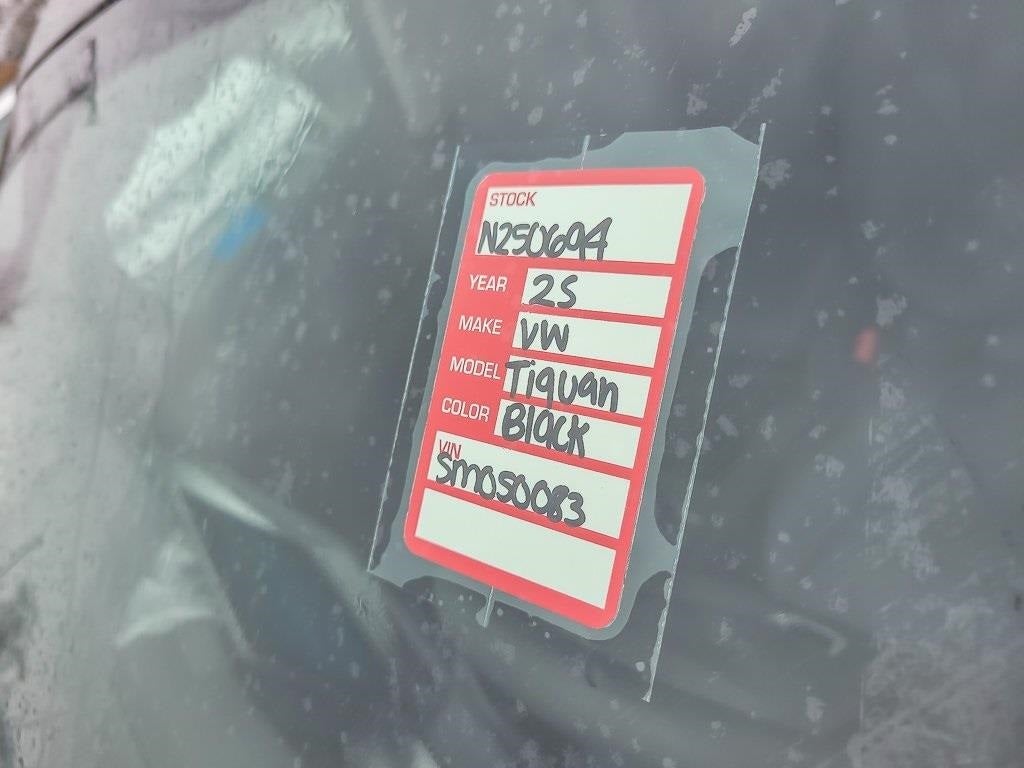 STOCK
N250694
YEAR 25
MAKE VW
MODEL Tiguan
COLOR Black
VIN
SM050083